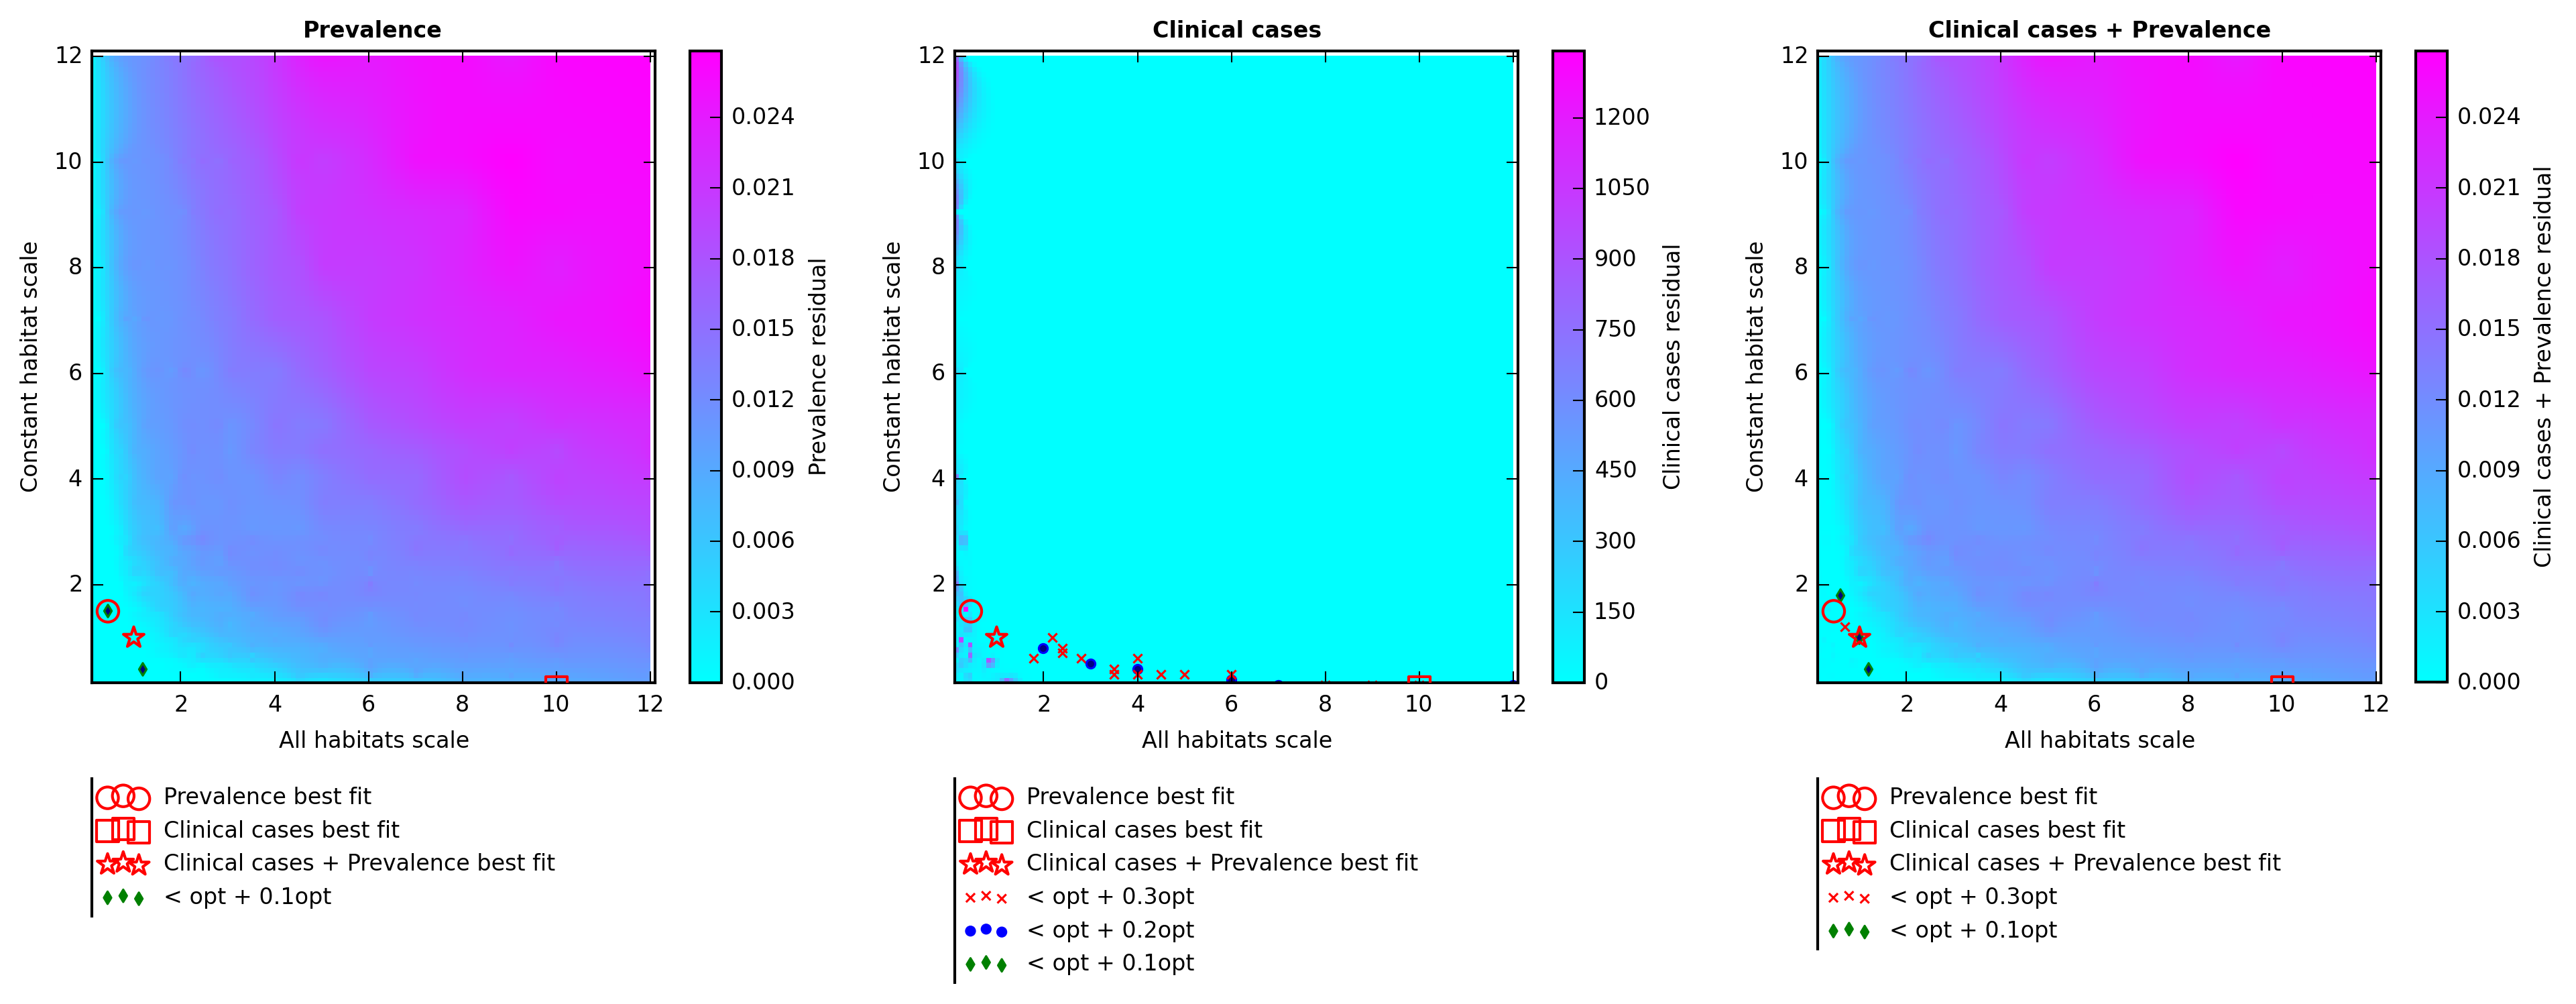 Prevalence
12
10
8
6
4
2
2 4 6 8 10 12
Constant habitat scale
All habitats scale
0.024
0.021
0.018
0.015
0.012
0.009
0.006
0.003
0.000
Prevalence residual
Prevalence best fit
Clinical cases best fit
Clinical cases + Prevalence best fit
< opt + 0.1opt
Clinical cases
12
10
8
6
4
2
2 4 6 8 10 12
Constant habitat scale
All habitats scale
1200
1050
900
750
600
450
300
150
0
Clinical cases residual
Prevalence best fit
Clinical cases best fit
Clinical cases + Prevalence best fit
< opt + 0.3opt
< opt + 0.2opt
< opt + 0.1opt
Clinical cases + Prevalence
12
10
8
6
4
2
2 4 6 8 10 12
Constant habitat scale
All habitats scale
0.024
0.021
0.018
0.015
0.012
0.009
0.006
0.003
0.000
Clinical cases + Prevalence residual
Prevalence best fit
Clinical cases best fit
Clinical cases + Prevalence best fit
< opt + 0.3opt
< opt + 0.1opt